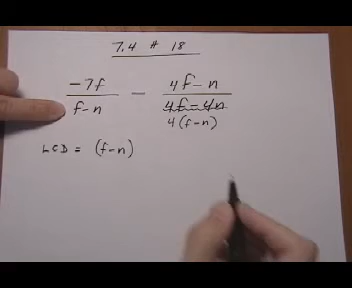 7.4 # 18
-7f / f-n - 4f-n / 4f-4n
4(f-n)
LCD = (f-n)